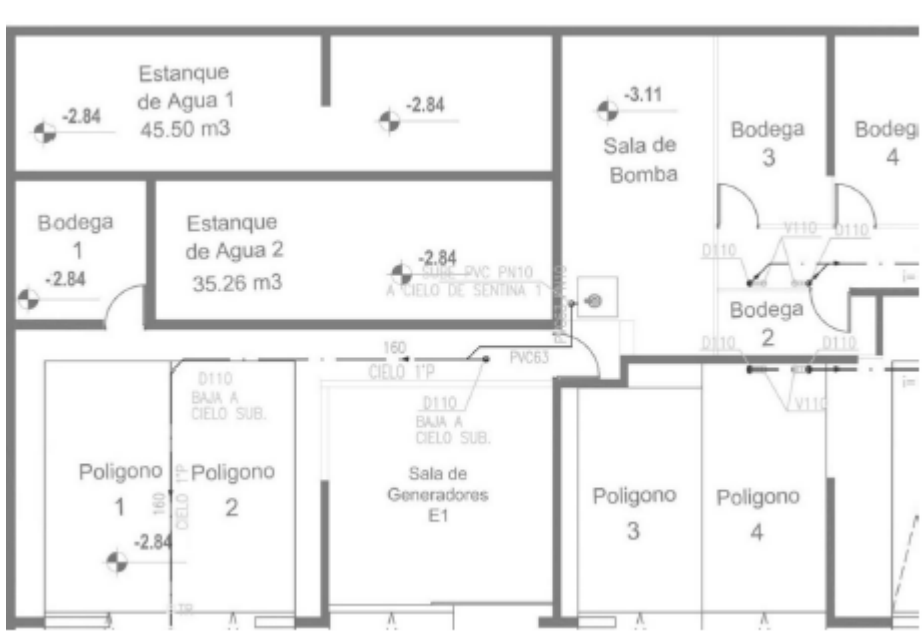 Estanque
de Agua 1
45.50 m3
-2.84
-2.84
-3.11
Sala de
Bomba
Bodega
3
Bodega
4
Bodega
1
-2.84
Estanque
de Agua 2
35.26 m3
-2.84
SUBE PVC PN10
A CIELO DE SENTINA 1
PVC63 PN10
PVC63
D110
V110
D110
Bodega
2
D110
D110
V110
160
CIELO 1°P
D110
BAJA A
CIELO SUB.
D110
BAJA A
CIELO SUB.
Poligono
1
Poligono
2
160
CIELO 1°P
-2.84
Sala de
Generadores
E1
Poligono
3
Poligono
4